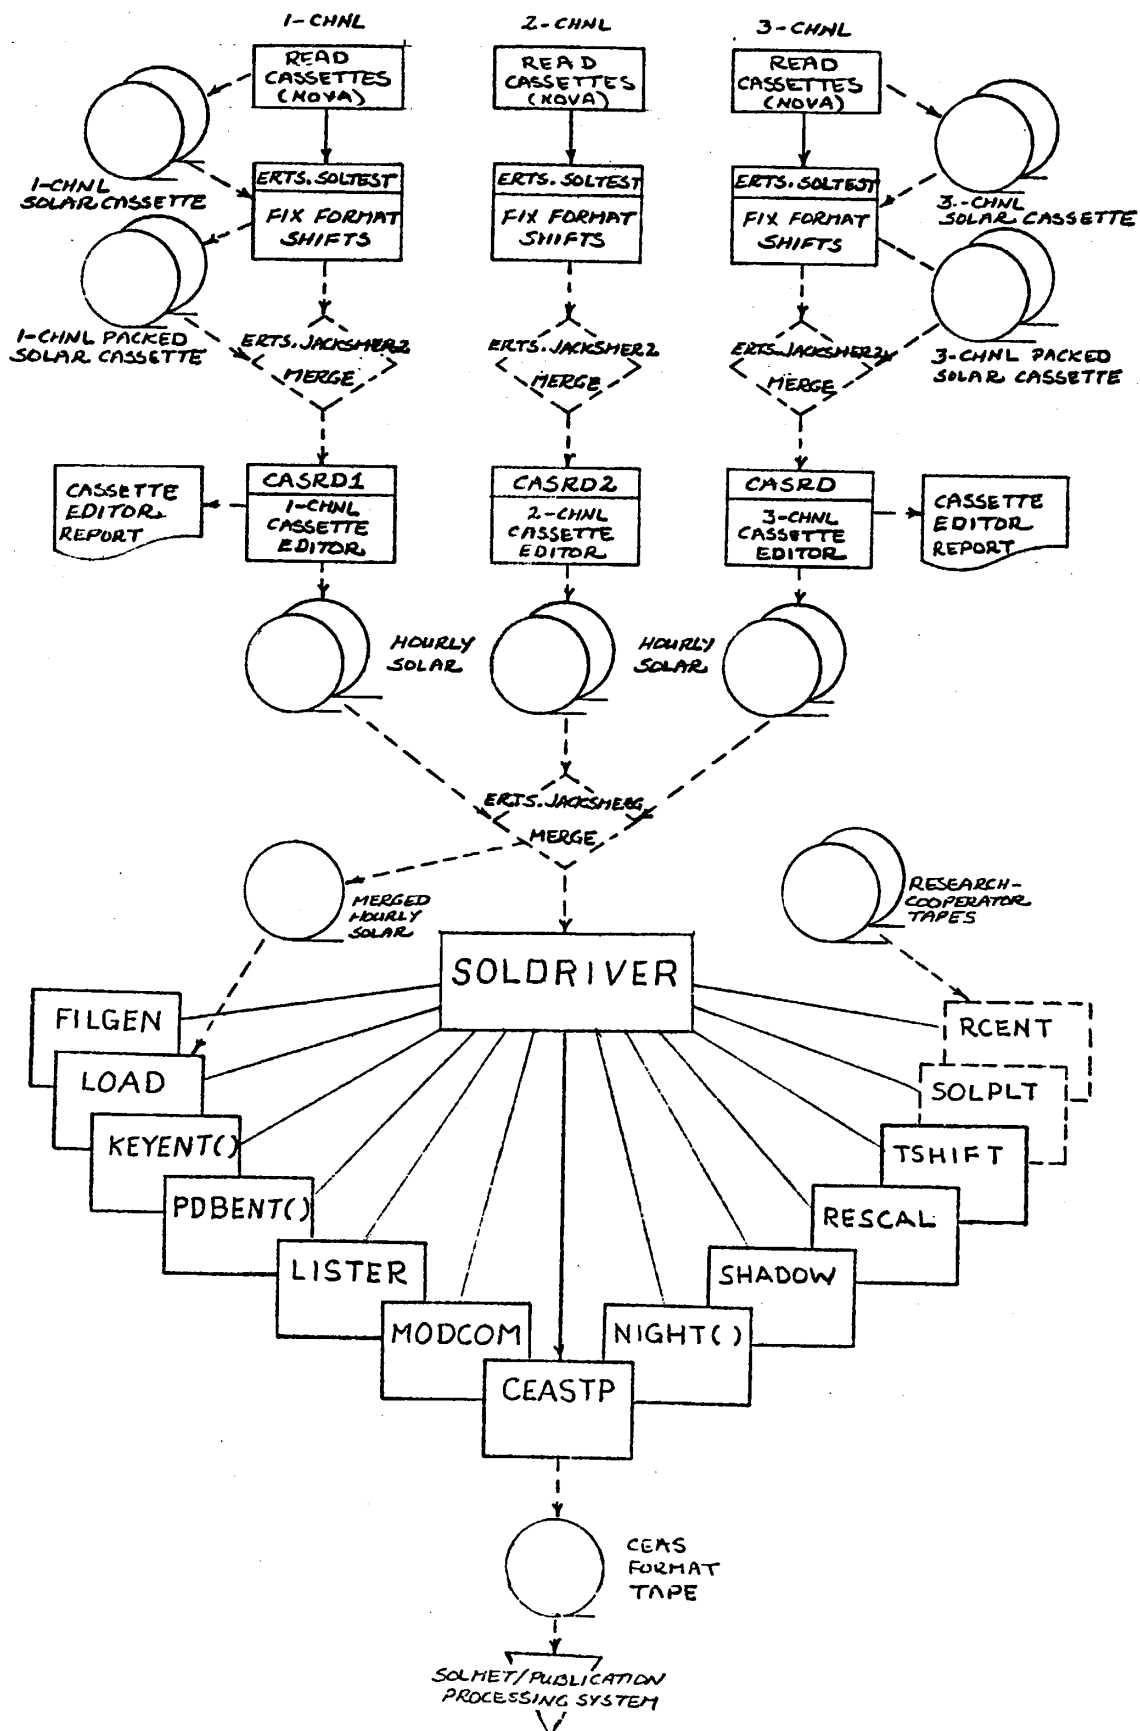 1-CHNL
2-CHNL
3-CHNL
READ
CASSETTES
(NOVA)
READ
CASSETTES
(NOVA)
READ
CASSETTES
(NOVA)
1-CHNL
SOLAR CASSETTE
ERTS.SOLTEST
FIX FORMAT
SHIFTS
ERTS.SOLTEST
FIX FORMAT
SHIFTS
ERTS.SOLTEST
FIX FORMAT
SHIFTS
3.-CHNL
SOLAR CASSETTE
1-CHNL PACKED
SOLAR CASSETTE
ERTS.JACKSMER2
MERGE
ERTS.JACKSMER2
MERGE
ERTS.JACKSMER2
MERGE
3-CHNL PACKED
SOLAR CASSETTE
CASSETTE
EDITOR
REPORT
CASRD1
1-CHNL
CASSETTE
EDITOR
CASRD2
2-CHNL
CASSETTE
EDITOR
CASRD
3-CHNL
CASSETTE
EDITOR
CASSETTE
EDITOR
REPORT
HOURLY
SOLAR
HOURLY
SOLAR
ERTS.JACKSMERG
MERGE
MERGED
HOURLY
SOLAR
RESEARCH-
COOPERATOR
TAPES
SOLDRIVER
FILGEN
LOAD
KEYENT()
PDBENT()
LISTER
MODCOM
CEASTP
NIGHT()
SHADOW
RESCAL
TSHIFT
SOLPLT
RCENT
CEAS
FORMAT
TAPE
SOLMET/PUBLICATION
PROCESSING SYSTEM